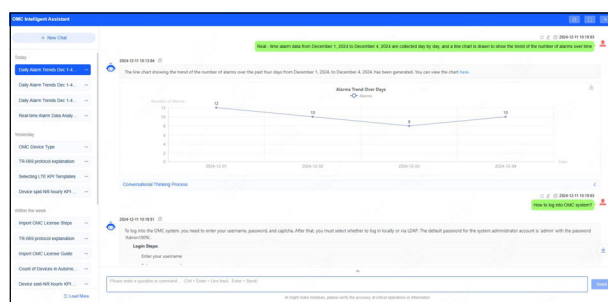 OMC Intelligent Assistant
+ New Chat
Today
Daily Alarm Trends Dec 1-4...
Daily Alarm Trends Dec 1-4...
Daily Alarm Trends Dec 1-4...
Real-time Alarm Data Analy...
Yesterday
OMC Device Type
TR-069 protocol explanation
Selecting LTE KPI Templates
Device spid NR hourly KPI ...
Within the week
Import OMC License Steps
TR-069 protocol explanation
Import OMC License Guide
Count of Devices in Automi...
Device spid NR hourly KPI ...
Load More
2024-12-11 10:19:03
Real - time alarm data from December 1, 2024 to December 4, 2024 are collected day by day, and a line chart is drawn to show the trend of the number of alarms over time
2024-12-11 10:13:04
The line chart showing the trend of the number of alarms over the past four days from December 1, 2024, to December 4, 2024, has been generated. You can view the chart here.
Alarms Trend Over Days
Alarms
Number of Alarms
12
10
8
6
4
2
0
12
10
8
10
2024-12-01
2024-12-02
2024-12-03
2024-12-04
Date
Conversational Thinking Process
2024-12-11 10:19:03
How to log into OMC system?
2024-12-11 10:19:51
To log into the OMC system, you need to enter your username, password, and captcha. After that, you must select whether to log in locally or via LDAP. The default password for the system administrator account is 'admin' with the password
Login Steps:
Enter your username
Please enter a question or command... (Ctrl + Enter = Line feed, Enter = Send)
Send
AI might make mistakes, please verify the accuracy of critical operations or information